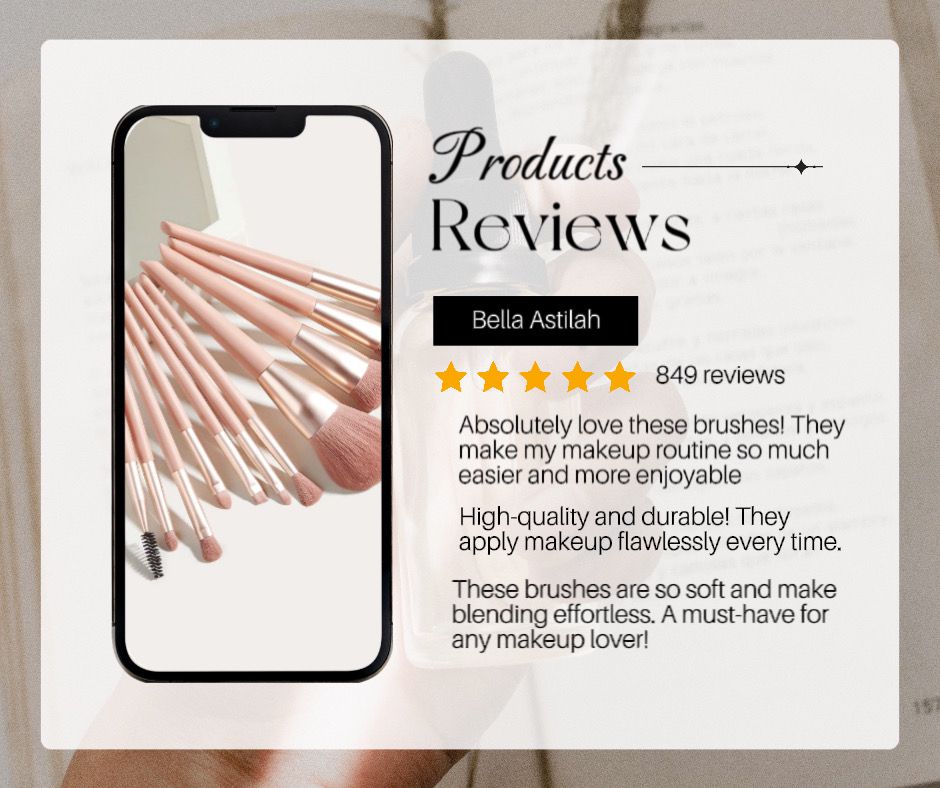 Products
Reviews
Bella Astilah
849 reviews
Absolutely love these brushes! They
make my makeup routine so much
easier and more enjoyable
High-quality and durable! They
apply makeup flawlessly every time.
These brushes are so soft and make
blending effortless. A must-have for
any makeup lover!